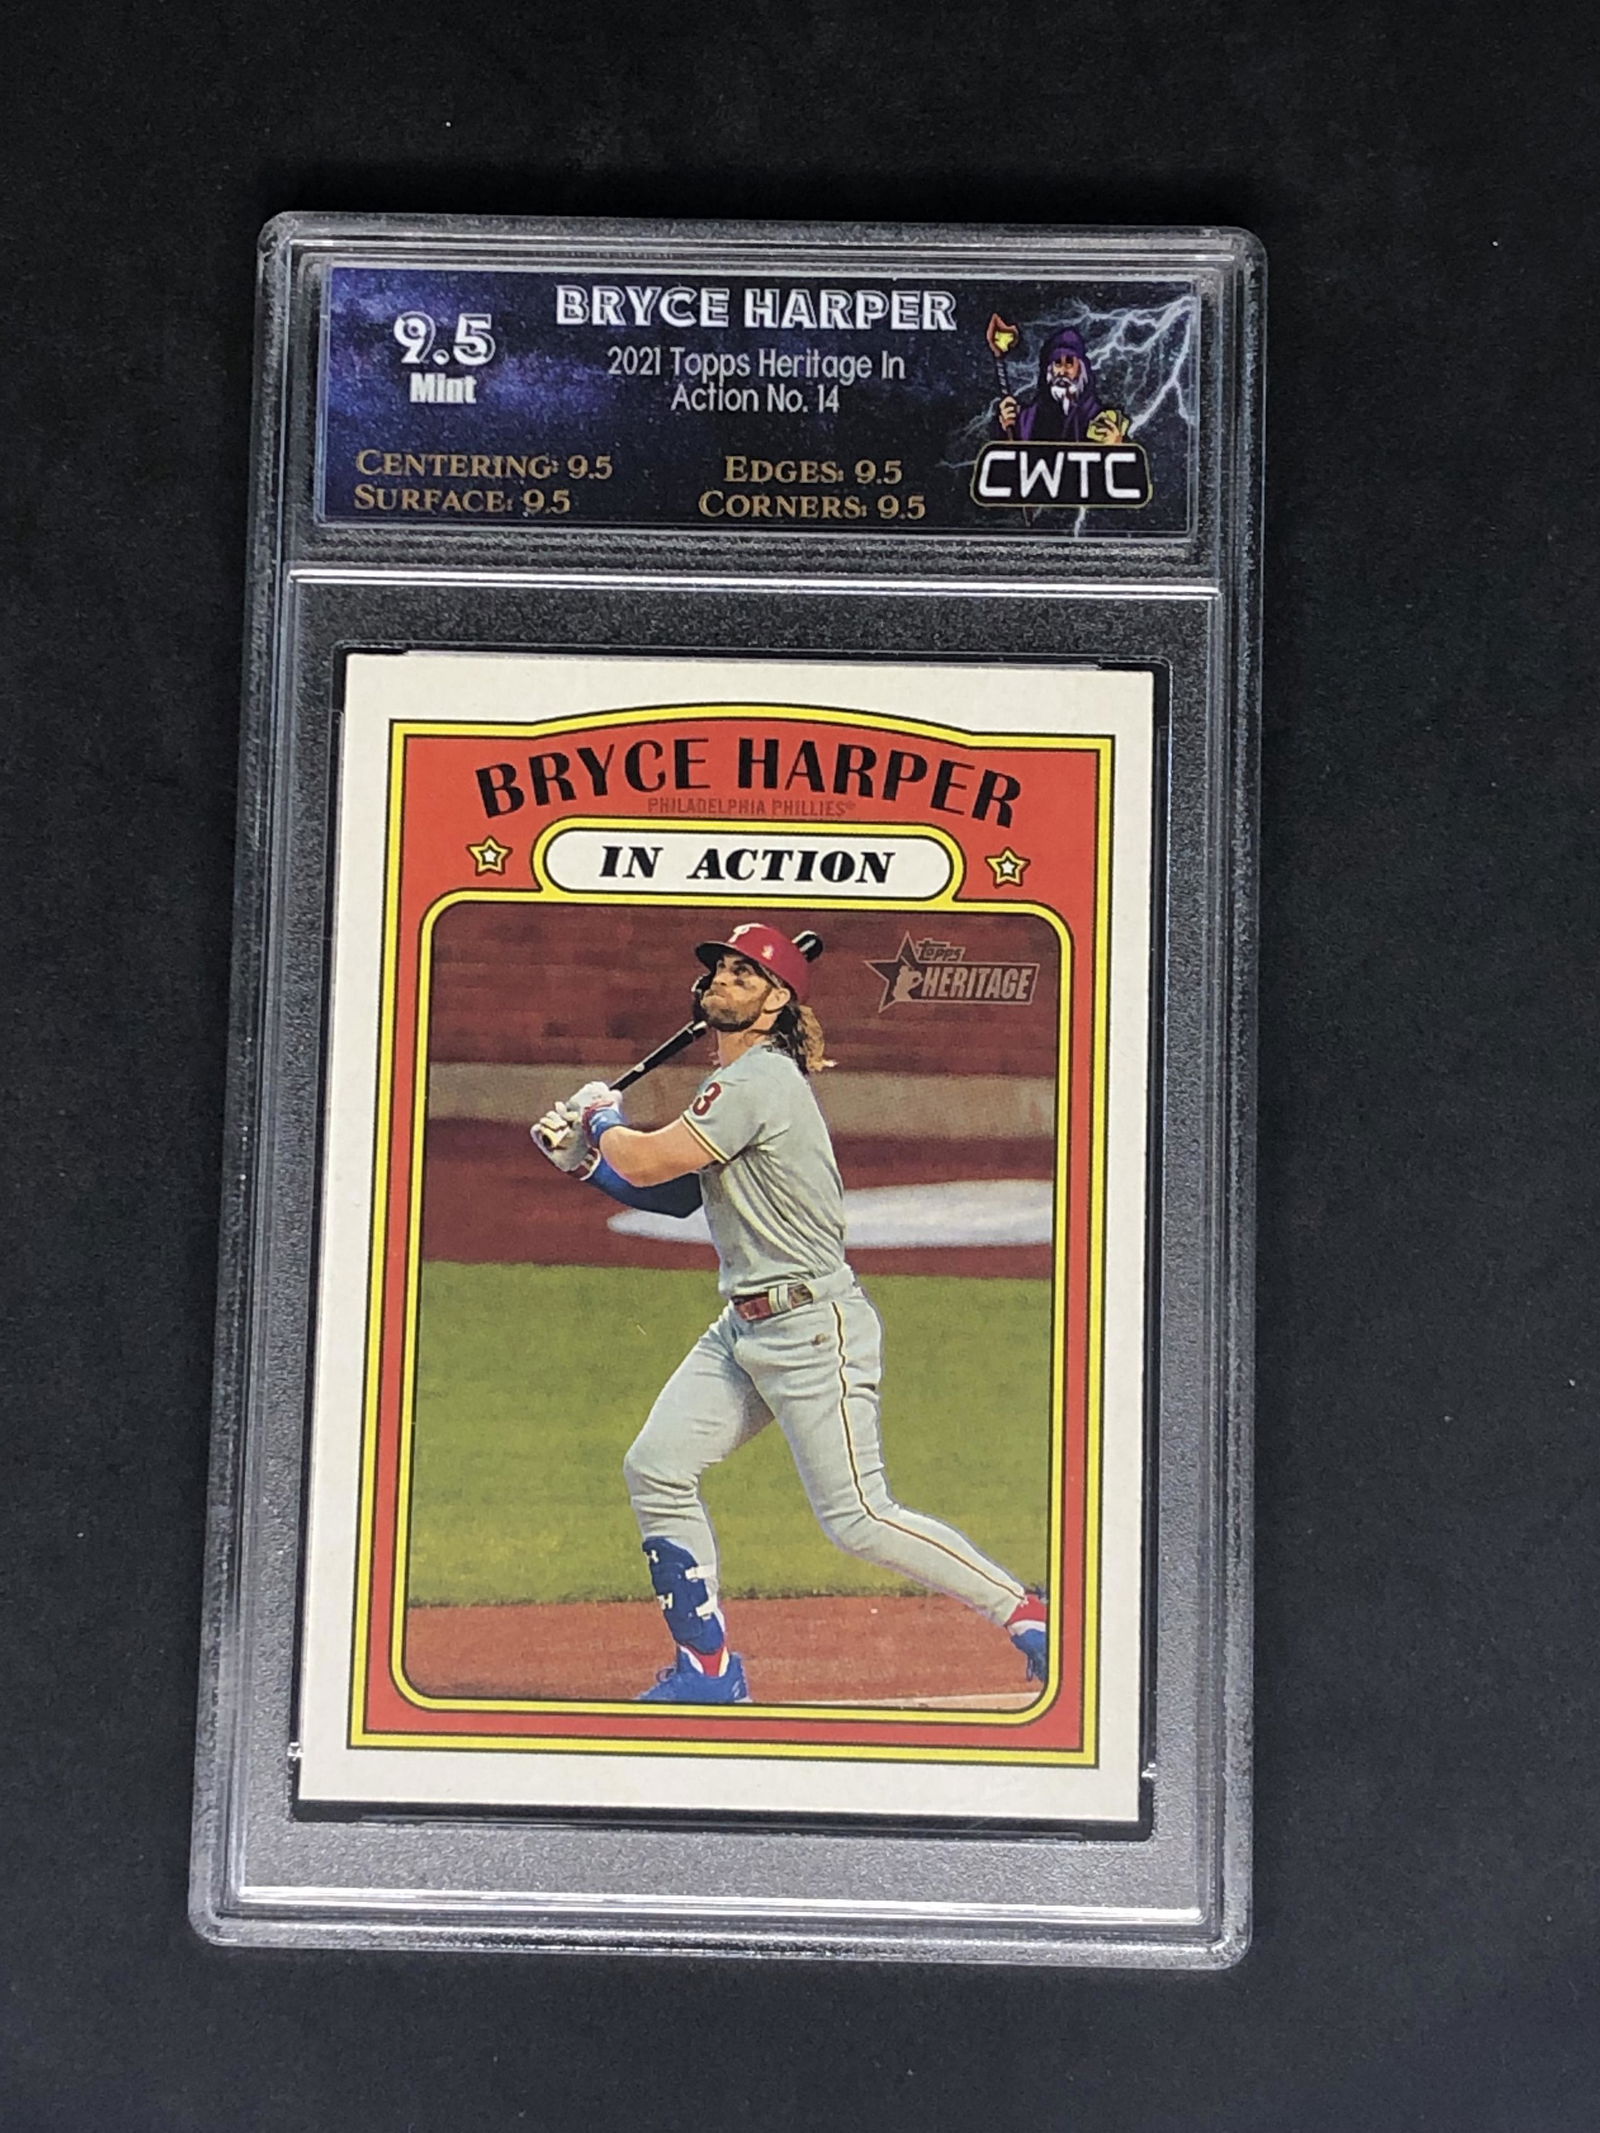 9.5
Mint
BRYCE HARPER
2021 Topps Heritage In
Action No. 14
CENTERING: 9.5
EDGES: 9.5
SURFACE: 9.5
CORNERS: 9.5
CWTC
BRYCE HARPER
PHILADELPHIA PHILLIES®
IN ACTION
Topps
HERITAGE
3